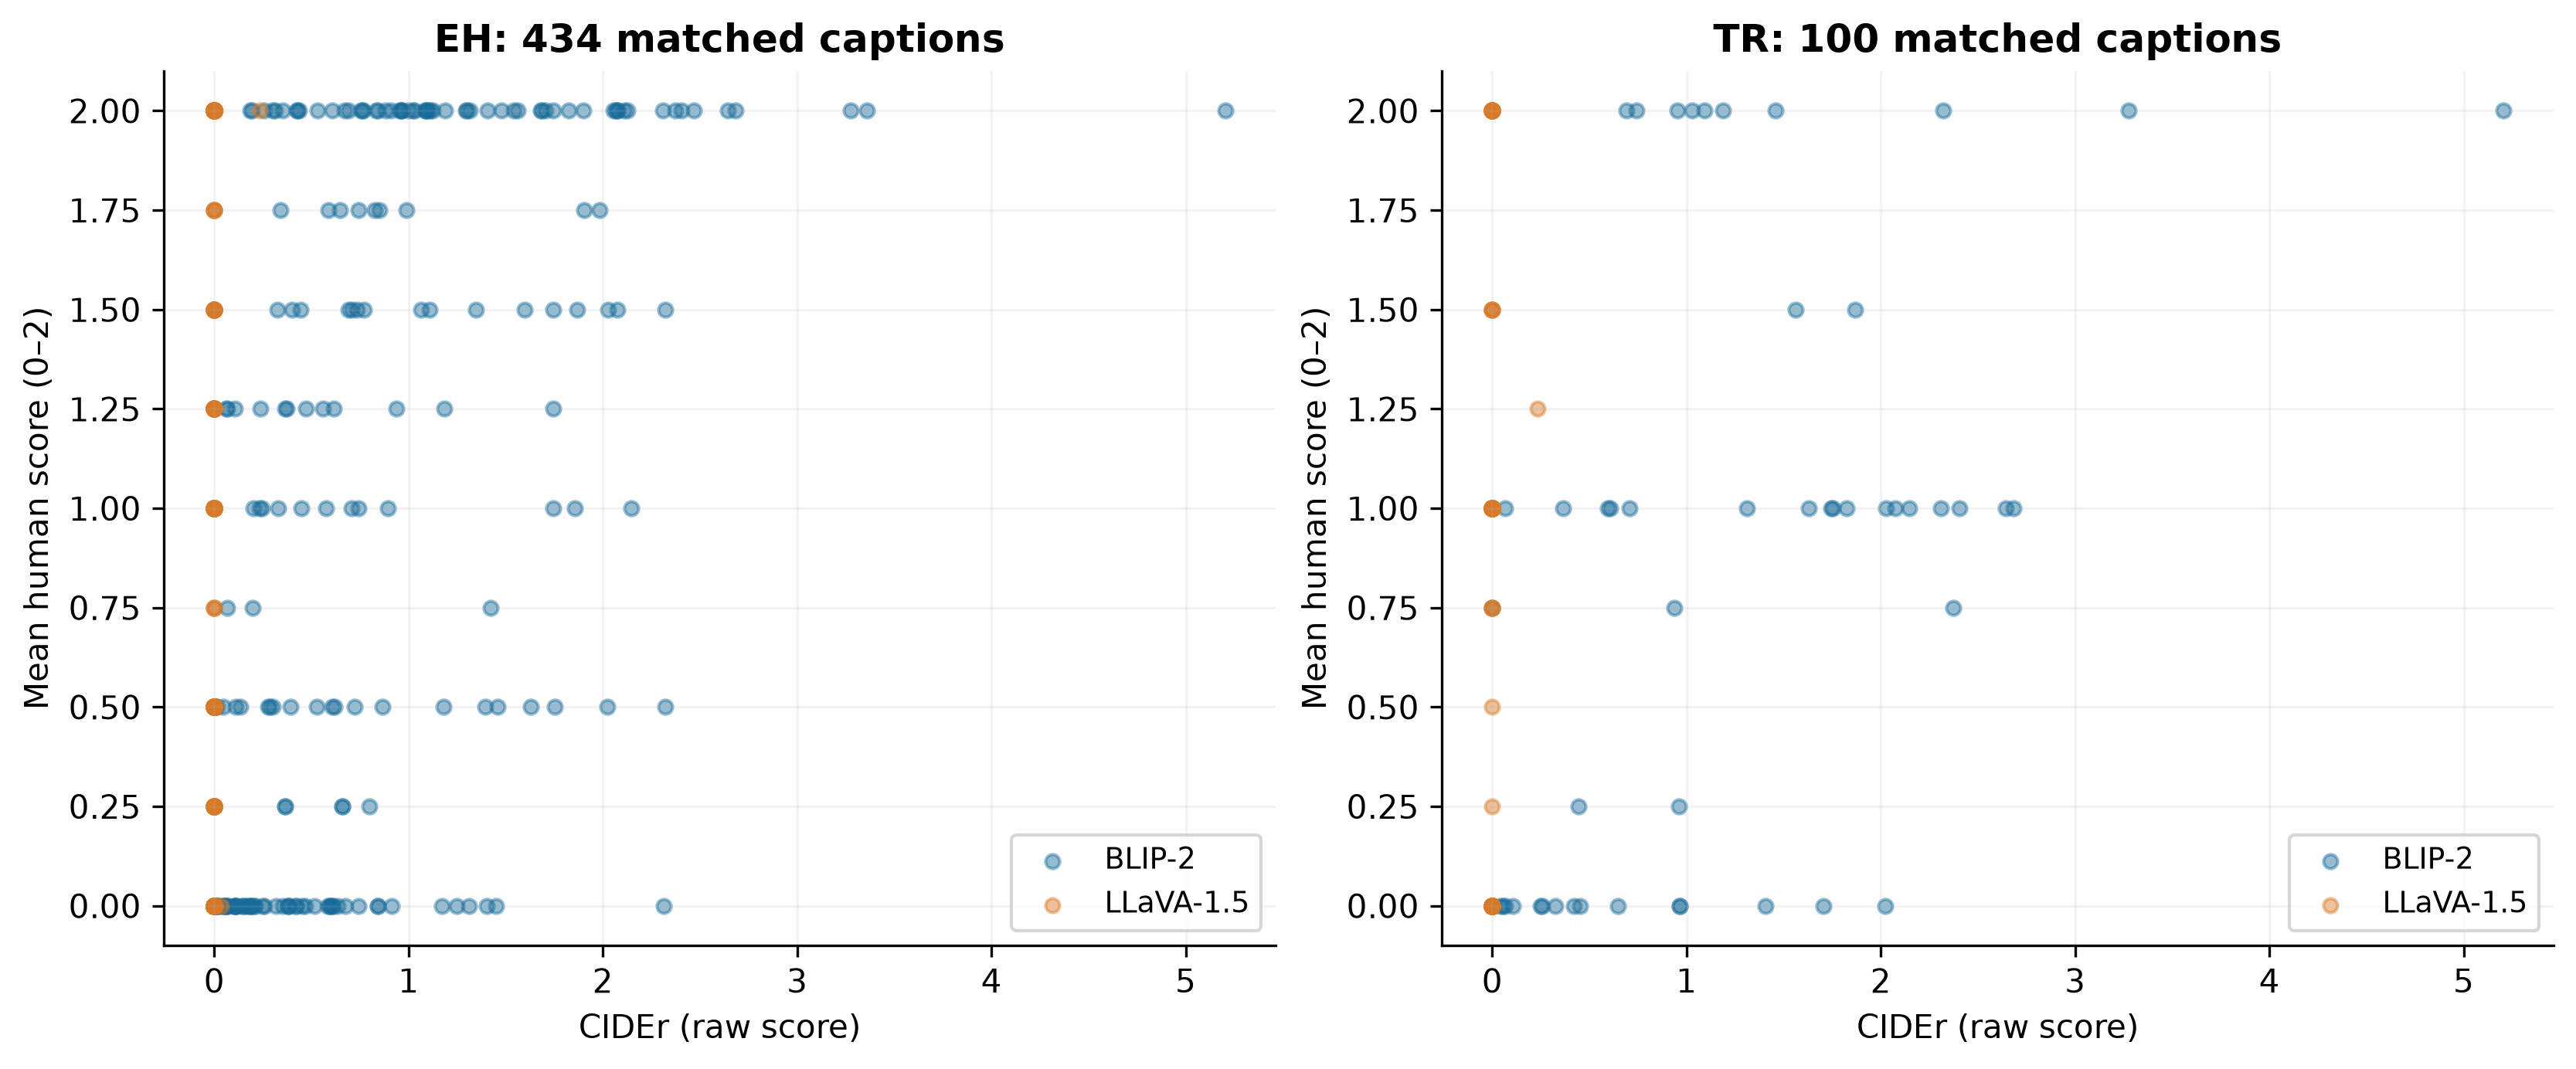 EH: 434 matched captions
Mean human score (0–2)
2.00
1.75
1.50
1.25
1.00
0.75
0.50
0.25
0.00
0 1 2 3 4 5
CIDEr (raw score)
BLIP-2
LLaVA-1.5
TR: 100 matched captions
Mean human score (0–2)
2.00
1.75
1.50
1.25
1.00
0.75
0.50
0.25
0.00
0 1 2 3 4 5
CIDEr (raw score)
BLIP-2
LLaVA-1.5